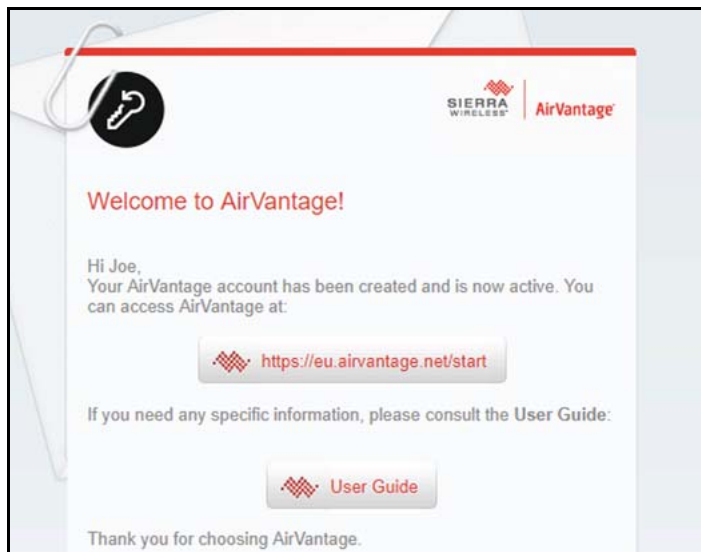 SIERRA
WIRELESS
AirVantage
Welcome to AirVantage!
Hi Joe,
Your AirVantage account has been created and is now active. You
can access AirVantage at:
https://eu.airvantage.net/start
If you need any specific information, please consult the User Guide:
User Guide
Thank you for choosing AirVantage.